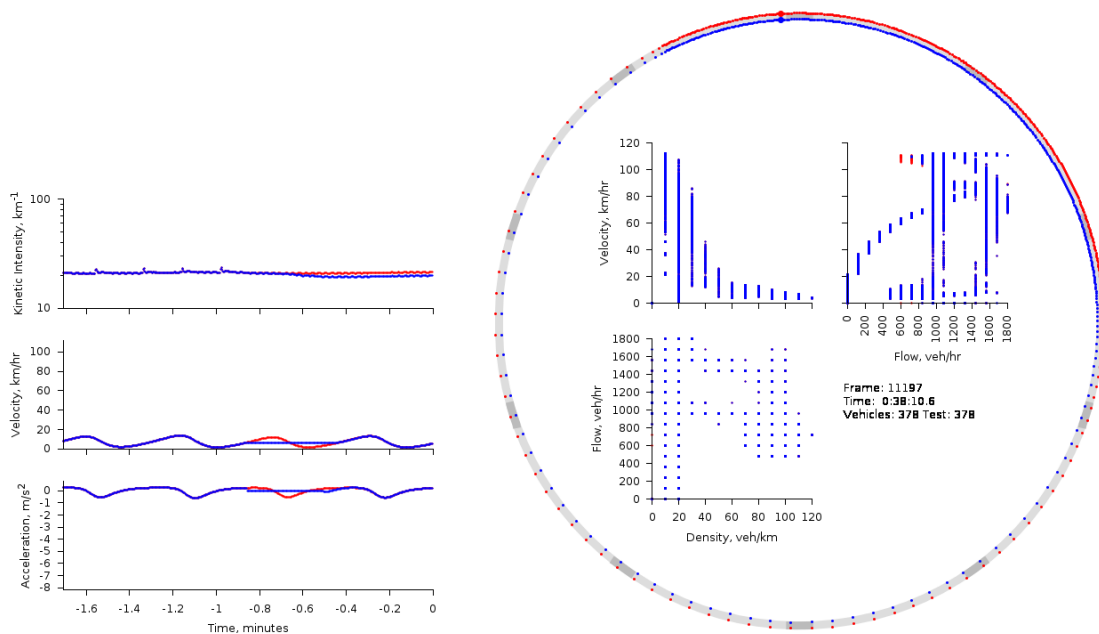 Kinetic Intensity, km-1
100
10
Velocity, km/hr
100
80
60
40
20
0
Acceleration, m/s2
0
-1
-2
-3
-4
-5
-6
-7
-8
-1.6 -1.4 -1.2 -1 -0.8 -0.6 -0.4 -0.2 0
Time, minutes
Velocity, km/hr
120
100
80
60
40
20
0
0 200 400 600 800 1000 1200 1400 1600 1800
Flow, veh/hr
Flow, veh/hr
1800
1600
1400
1200
1000
800
600
400
200
0
0 20 40 60 80 100 120
Density, veh/km
Frame: 11197
Time: 0:38:10.6
Vehicles: 378 Test: 378